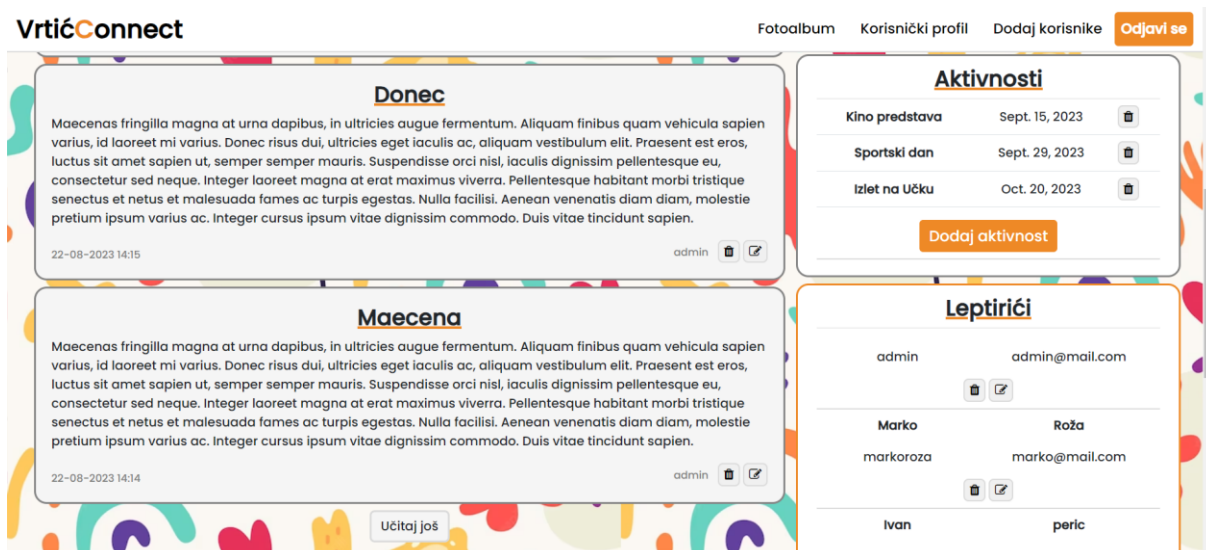 VrtićConnect
Fotoalbum Korisnički profil Dodaj korisnike Odjavi se
Donec
Maecenas fringilla magna at urna dapibus, in ultricies augue fermentum. Aliquam finibus quam vehicula sapien
varius, id laoreet mi varius. Donec risus dui, ultricies eget iaculis ac, aliquam vestibulum elit. Praesent est eros,
luctus sit amet sapien ut, semper semper mauris. Suspendisse orci nisl, iaculis dignissim pellentesque eu,
consectetur sed neque. Integer laoreet magna at erat maximus viverra. Pellentesque habitant morbi tristique
senectus et netus et malesuada fames ac turpis egestas. Nulla facilisi. Aenean venenatis diam diam, molestie
pretium ipsum varius ac. Integer cursus ipsum vitae dignissim commodo. Duis vitae tincidunt sapien.
22-08-2023 14:15 admin
Maecena
Maecenas fringilla magna at urna dapibus, in ultricies augue fermentum. Aliquam finibus quam vehicula sapien
varius, id laoreet mi varius. Donec risus dui, ultricies eget iaculis ac, aliquam vestibulum elit. Praesent est eros,
luctus sit amet sapien ut, semper semper mauris. Suspendisse orci nisl, iaculis dignissim pellentesque eu,
consectetur sed neque. Integer laoreet magna at erat maximus viverra. Pellentesque habitant morbi tristique
senectus et netus et malesuada fames ac turpis egestas. Nulla facilisi. Aenean venenatis diam diam, molestie
pretium ipsum varius ac. Integer cursus ipsum vitae dignissim commodo. Duis vitae tincidunt sapien.
22-08-2023 14:14 admin
Učitaj još
Aktivnosti
Kino predstava Sept. 15, 2023
Sportski dan Sept. 29, 2023
Izlet na Učku Oct. 20, 2023
Dodaj aktivnost
Leptirići
admin admin@mail.com
Marko Roža
markoroza marko@mail.com
Ivan peric